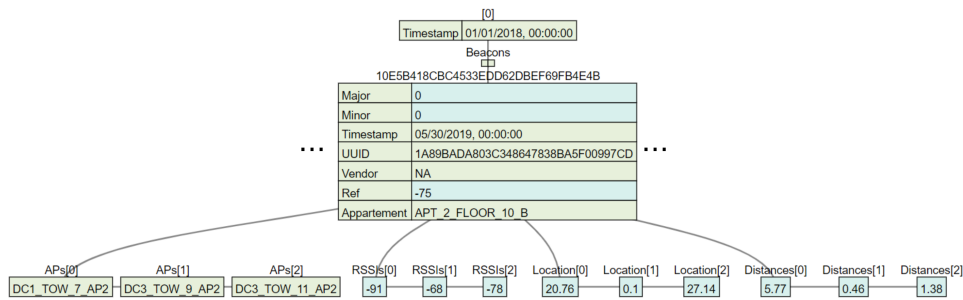 [0]
Timestamp 01/01/2018, 00:00:00
Beacons
10E5B418CBC4533EDD62DBEF69FB4E4B
Major 0
Minor 0
Timestamp 05/30/2019, 00:00:00
... UUID 1A89BADA803C348647838BA5F00997CD ...
Vendor NA
Ref -75
Appartement APT_2_FLOOR_10_B
APs[0] APs[1] APs[2] RSSIs[0] RSSIs[1] RSSIs[2] Location[0] Location[1] Location[2] Distances[0] Distances[1] Distances[2]
DC1_TOW_7_AP2 DC3_TOW_9_AP2 DC3_TOW_11_AP2 -91 -68 -78 20.76 0.1 27.14 5.77 0.46 1.38